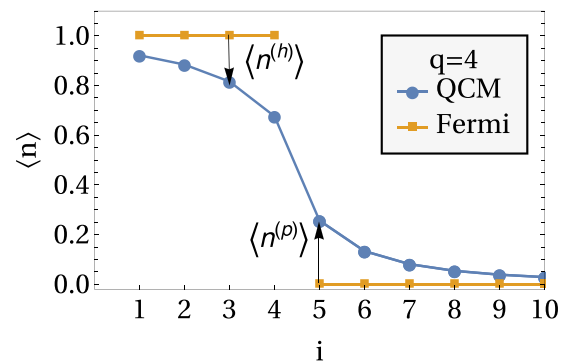 1.0
0.8
0.6
0.4
0.2
0.0
⟨n⟩
⟨n^(h)⟩
⟨n^(p)⟩
q=4
QCM
Fermi
1 2 3 4 5 6 7 8 9 10
i